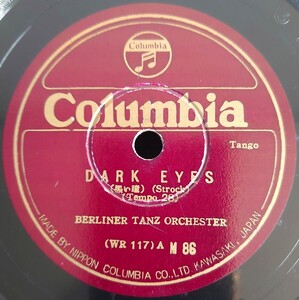 Columbia
Columbia
Tango
DARK EYES
(黒い瞳) (Strock)
(Tempo 28)
BERLINER TANZ ORCHESTER
(WR 117) A M 86
MADE BY NIPPON COLUMBIA CO., LTD. KAWASAKI, JAPAN